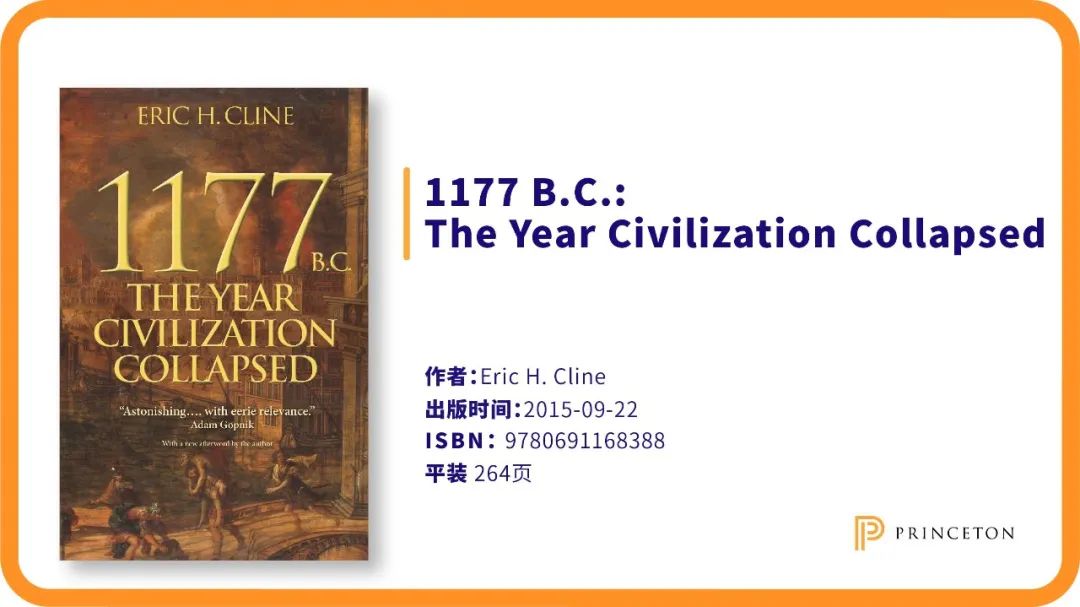 ERIC H. CLINE
1177 B.C.
THE YEAR
CIVILIZATION
COLLAPSED
“Astonishing…, with eerie relevance.”
Adam Gopnik
With a new afterword by the author
1177 B.C.:
The Year Civilization Collapsed
作者:Eric H. Cline
出版时间:2015-09-22
ISBN: 9780691168388
平装 264页
PRINCETON